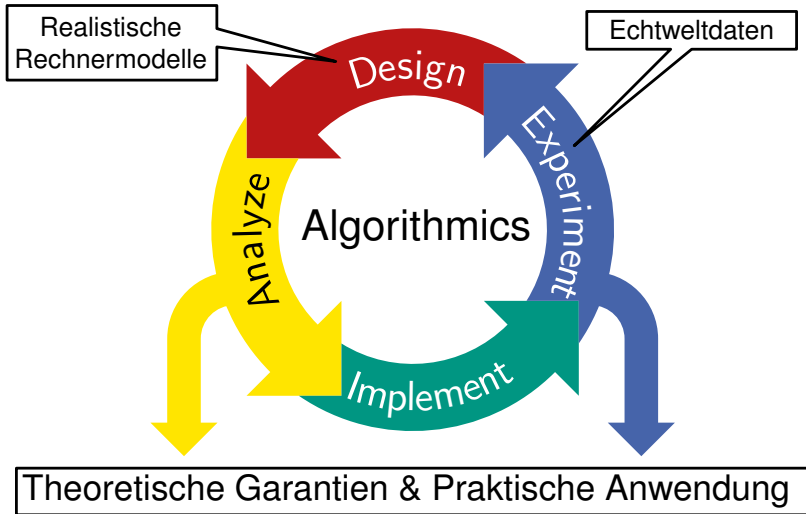 Realistische
Rechnermodelle
Echtweltdaten
Design
Experiment
Analyze
Algorithmics
Implement
Theoretische Garantien & Praktische Anwendung